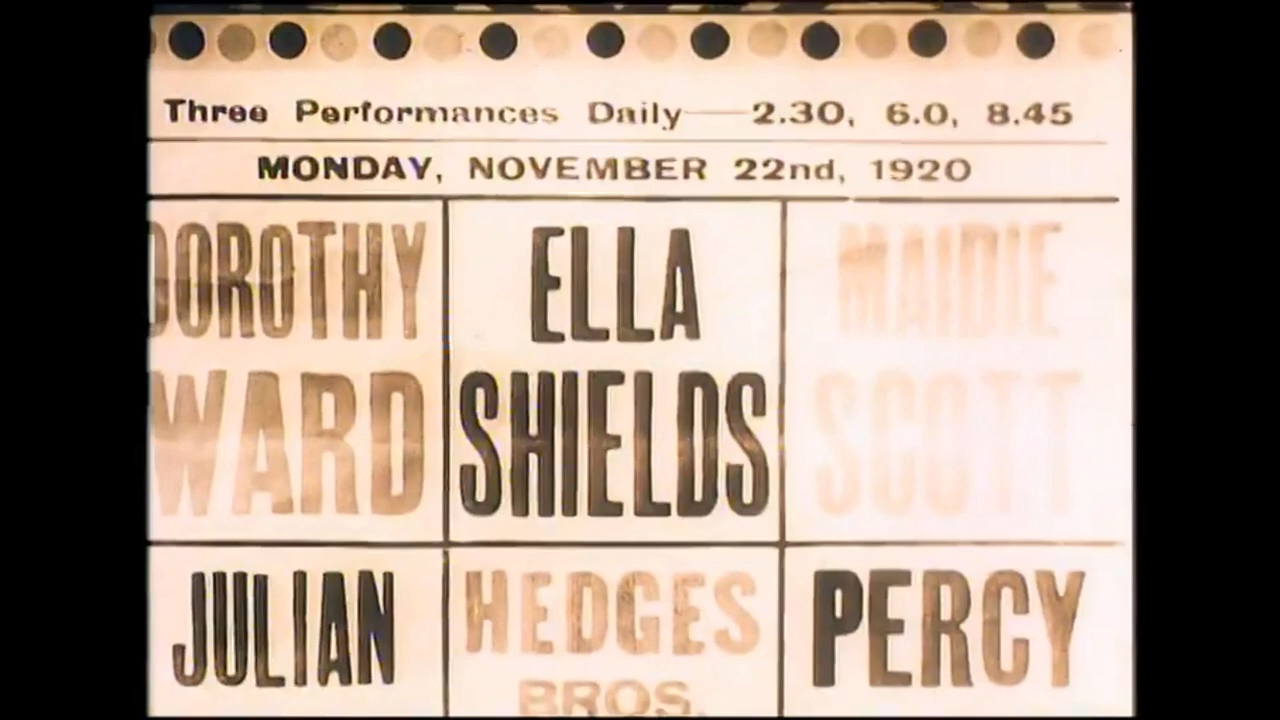 Three Performances Daily—2.30, 6.0, 8.45
MONDAY, NOVEMBER 22nd, 1920
DOROTHY
WARD
ELLA
SHIELDS
MAIDIE
SCOTT
JULIAN
HEDGES
BROS.
PERCY